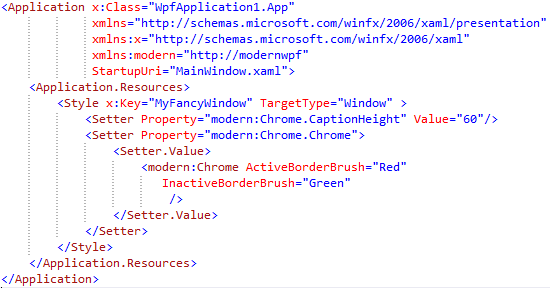 <Application x:Class="WpfApplication1.App"
xmlns="http://schemas.microsoft.com/winfx/2006/xaml/presentation"
xmlns:x="http://schemas.microsoft.com/winfx/2006/xaml"
xmlns:modern="http://modernwpf"
StartupUri="MainWindow.xaml">
<Application.Resources>
<Style x:Key="MyFancyWindow" TargetType="Window" >
<Setter Property="modern:Chrome.CaptionHeight" Value="60"/>
<Setter Property="modern:Chrome.Chrome">
<Setter.Value>
<modern:Chrome ActiveBorderBrush="Red"
InactiveBorderBrush="Green"
/>
</Setter.Value>
</Setter>
</Style>
</Application.Resources>
</Application>